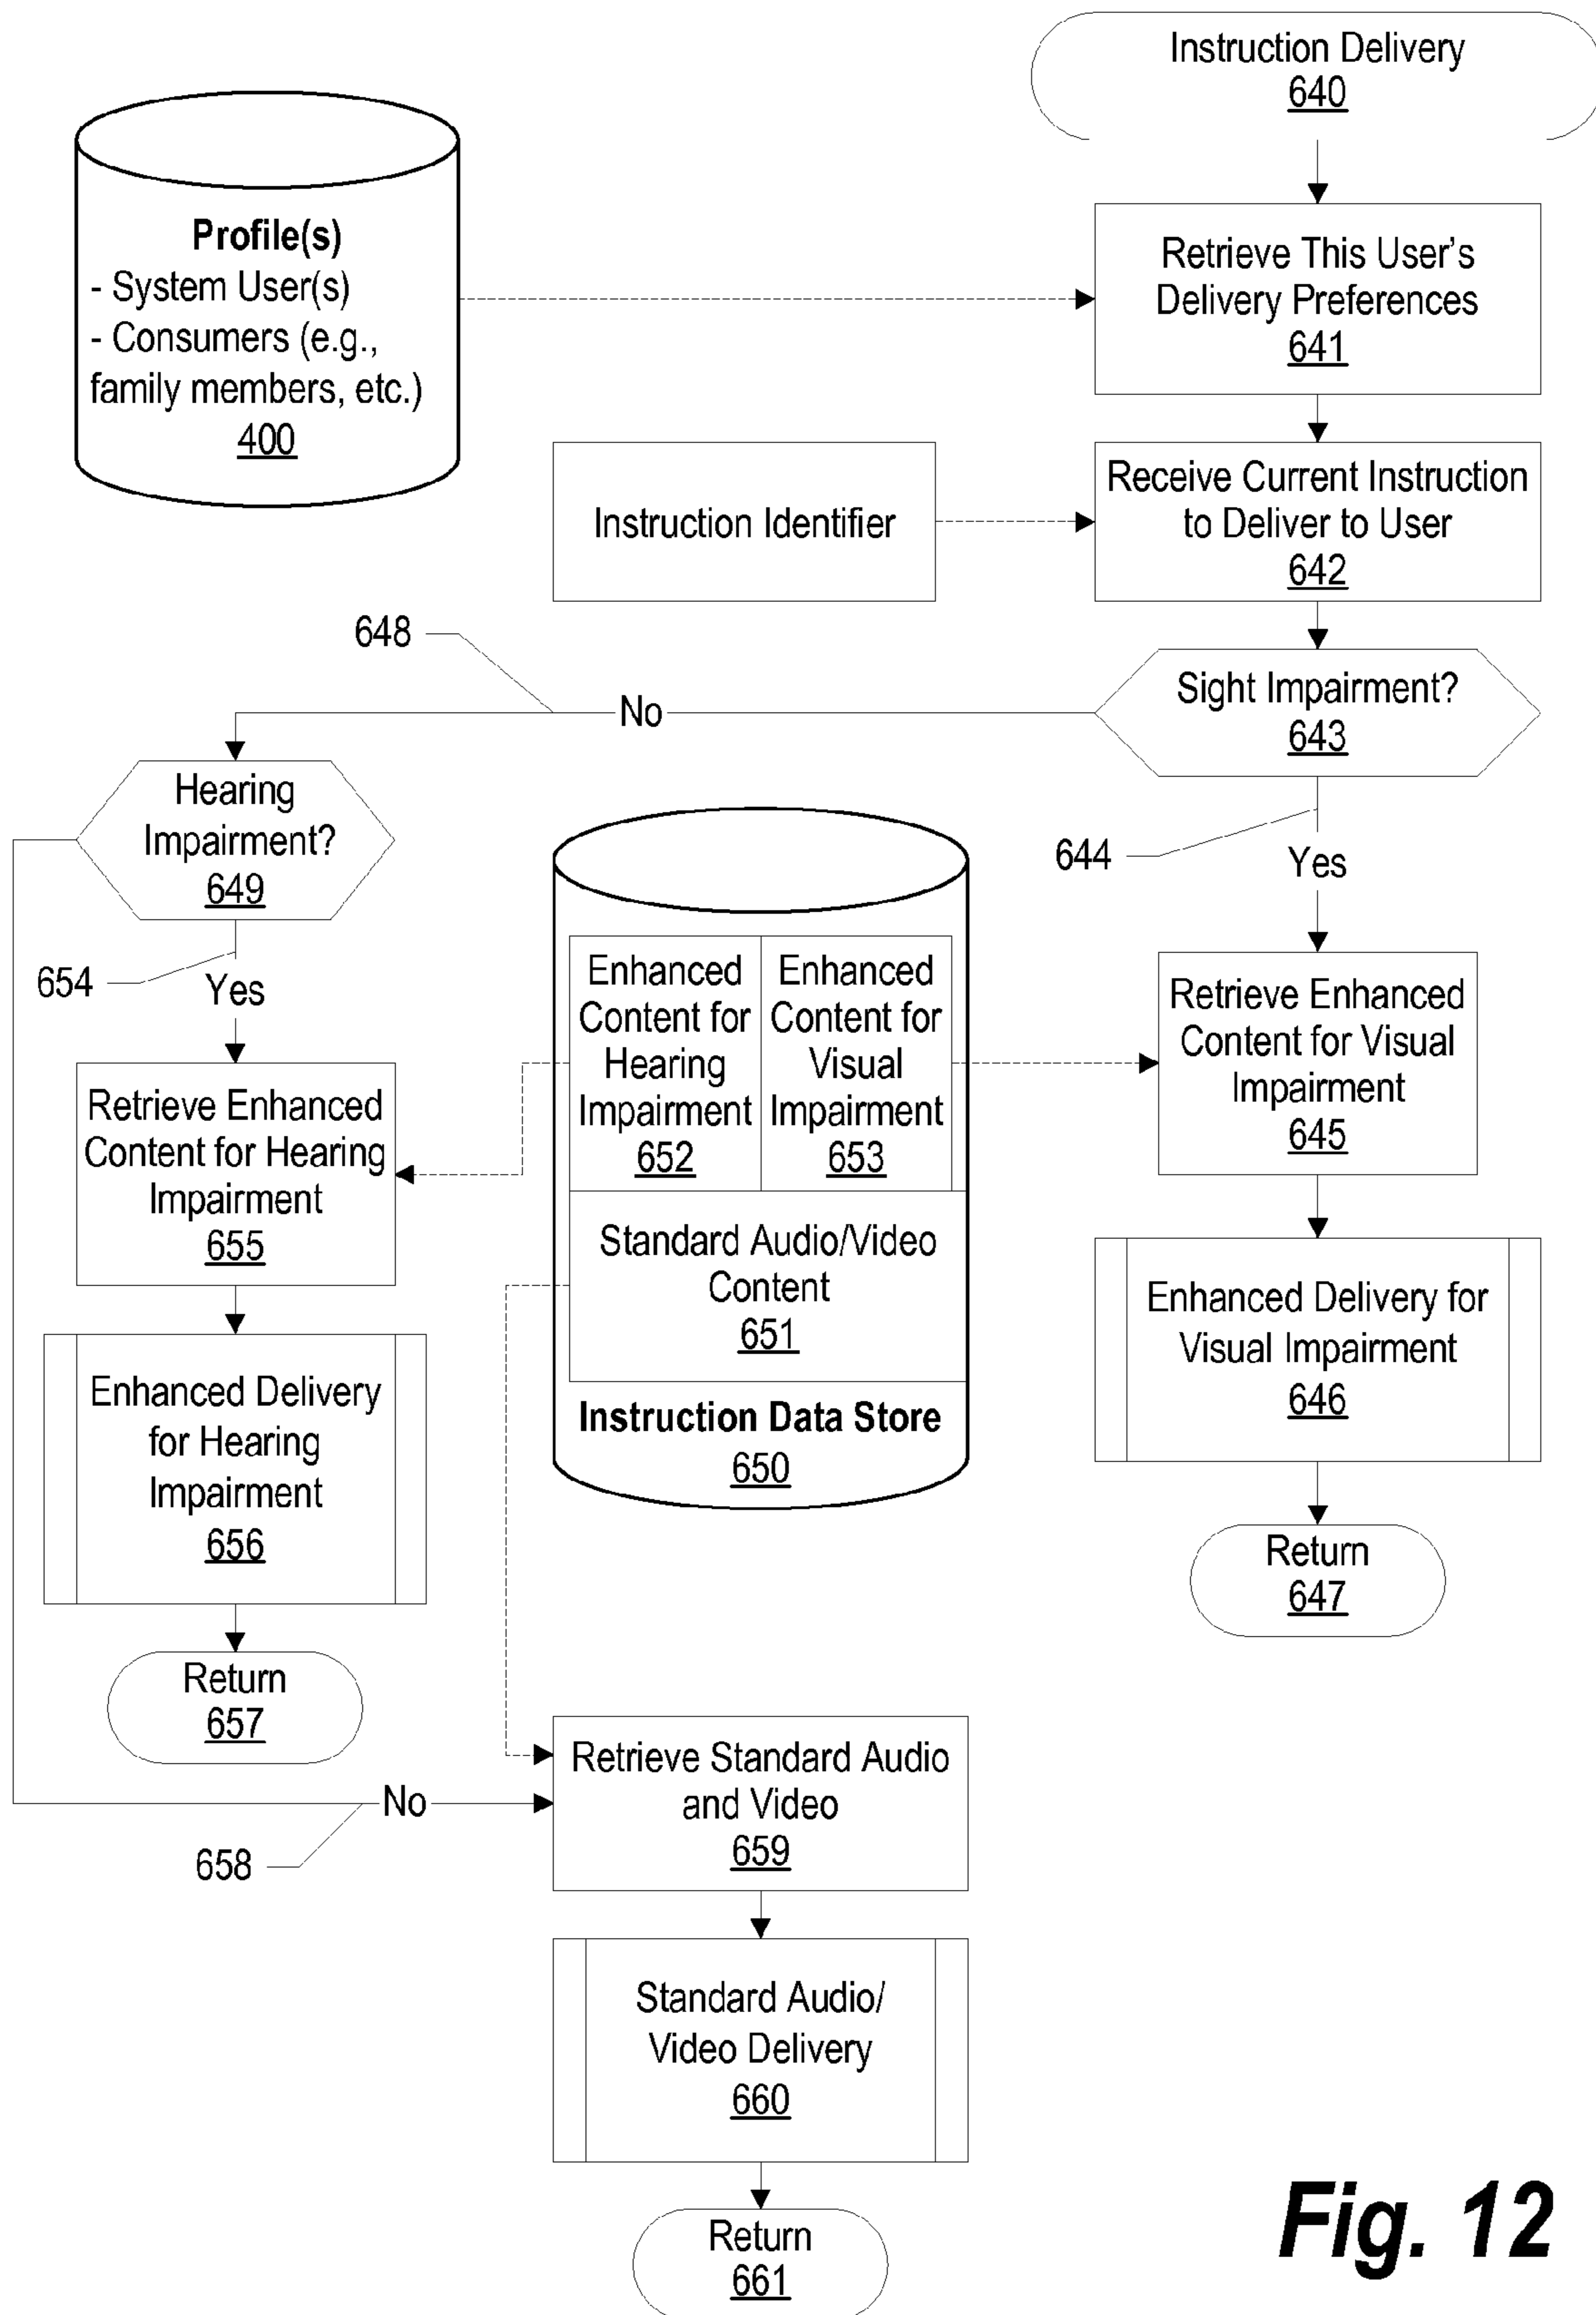 Instruction Delivery
640
Profile(s)
- System User(s)
- Consumers (e.g.,
family members, etc.)
400
Retrieve This User's
Delivery Preferences
641
Instruction Identifier
Receive Current Instruction
to Deliver to User
642
648
No
Sight Impairment?
643
Hearing
Impairment?
649
644
Yes
654
Yes
Enhanced
Content for
Hearing
Impairment
652
Enhanced
Content for
Visual
Impairment
653
Standard Audio/Video
Content
651
Instruction Data Store
650
Retrieve Enhanced
Content for Visual
Impairment
645
Retrieve Enhanced
Content for Hearing
Impairment
655
Enhanced Delivery for
Visual Impairment
646
Enhanced Delivery
for Hearing
Impairment
656
Return
647
Return
657
No
658
Retrieve Standard Audio
and Video
659
Standard Audio/
Video Delivery
660
Return
661
Fig. 12